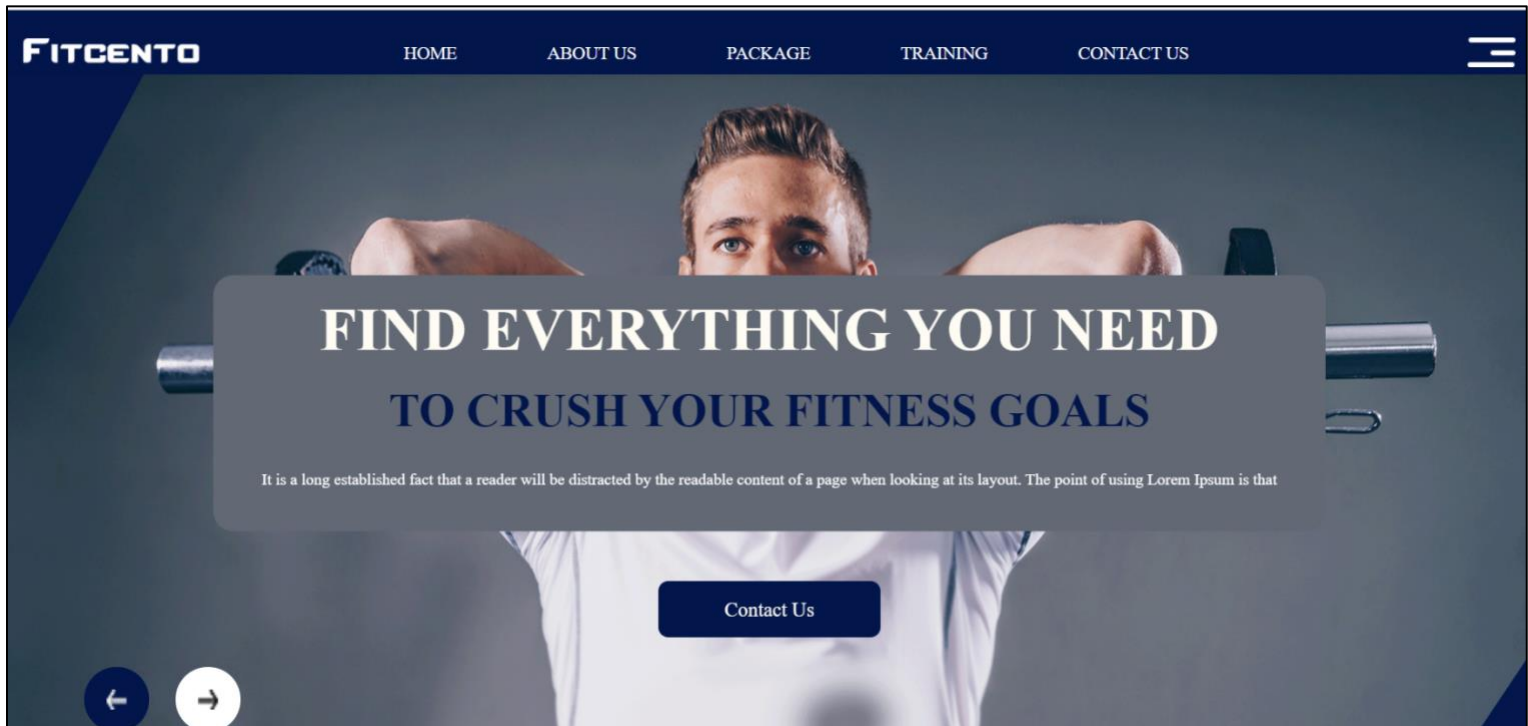 FITCENTO
HOME ABOUT US PACKAGE TRAINING CONTACT US
FIND EVERYTHING YOU NEED
TO CRUSH YOUR FITNESS GOALS
It is a long established fact that a reader will be distracted by the readable content of a page when looking at its layout. The point of using Lorem Ipsum is that
Contact Us